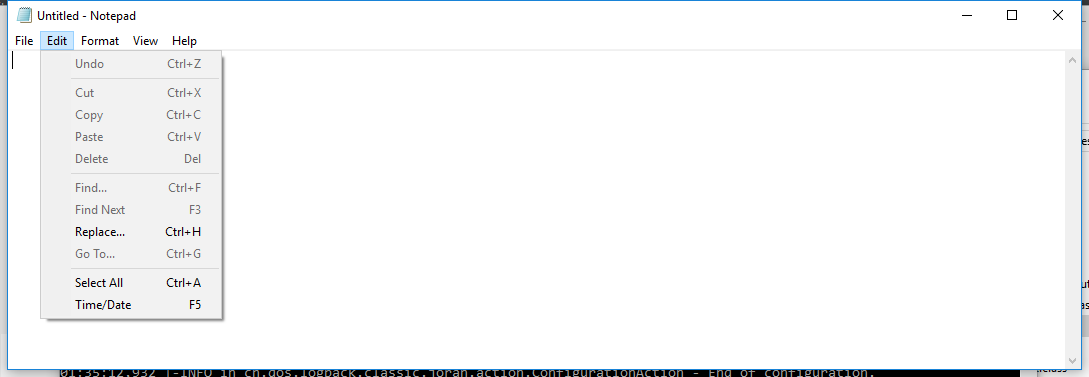 Untitled - Notepad
File Edit Format View Help
Undo Ctrl+Z
Cut Ctrl+X
Copy Ctrl+C
Paste Ctrl+V
Delete Del
Find... Ctrl+F
Find Next F3
Replace... Ctrl+H
Go To... Ctrl+G
Select All Ctrl+A
Time/Date F5
01:35:12,932 |-INFO in ch.qos.logback.classic.joran.action.ConfigurationAction - End of configuration.